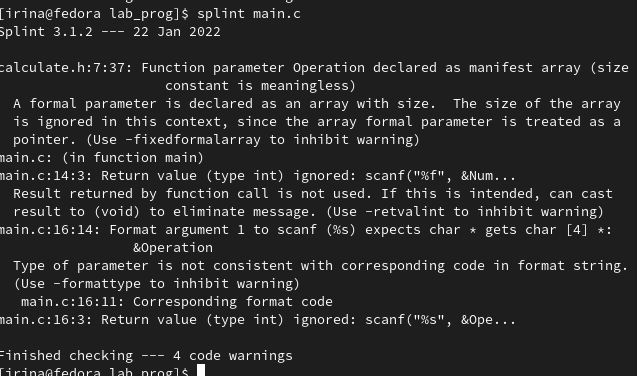 [irina@fedora lab_prog]$ splint main.c
Splint 3.1.2 --- 22 Jan 2022
calculate.h:7:37: Function parameter Operation declared as manifest array (size
constant is meaningless)
A formal parameter is declared as an array with size.  The size of the array
is ignored in this context, since the array formal parameter is treated as a
pointer. (Use -fixedformalarray to inhibit warning)
main.c: (in function main)
main.c:14:3: Return value (type int) ignored: scanf("%f", &Num...
Result returned by function call is not used. If this is intended, can cast
result to (void) to eliminate message. (Use -retvalint to inhibit warning)
main.c:16:14: Format argument 1 to scanf (%s) expects char * gets char [4] *:
&Operation
Type of parameter is not consistent with corresponding code in format string.
(Use -formattype to inhibit warning)
main.c:16:11: Corresponding format code
main.c:16:3: Return value (type int) ignored: scanf("%s", &Ope...
Finished checking --- 4 code warnings
[irina@fedora lab_prog]$